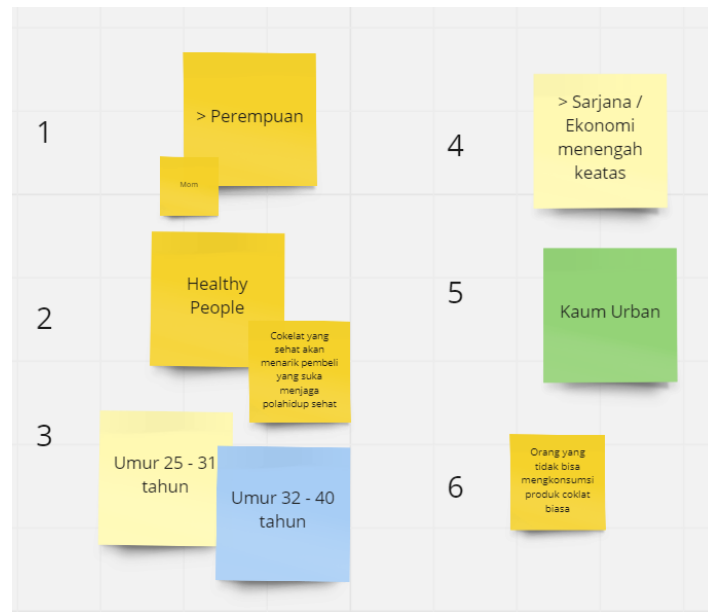 1
> Perempuan
Mom
2
Healthy
People
Cokelat yang
sehat akan
menarik pembeli
yang suka
menjaga
polahidup sehat
3
Umur 25 - 31
tahun
Umur 32 - 40
tahun
4
> Sarjana /
Ekonomi
menengah
keatas
5
Kaum Urban
6
Orang yang
tidak bisa
mengkonsumsi
produk coklat
biasa